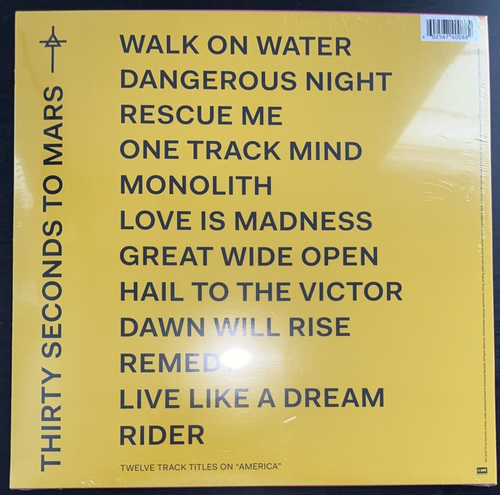 WALK ON WATER
DANGEROUS NIGHT
RESCUE ME
ONE TRACK MIND
MONOLITH
LOVE IS MADNESS
GREAT WIDE OPEN
HAIL TO THE VICTOR
DAWN WILL RISE
REMEDY
LIVE LIKE A DREAM
RIDER
TWELVE TRACK TITLES ON “AMERICA”
THIRTY SECONDS TO MARS